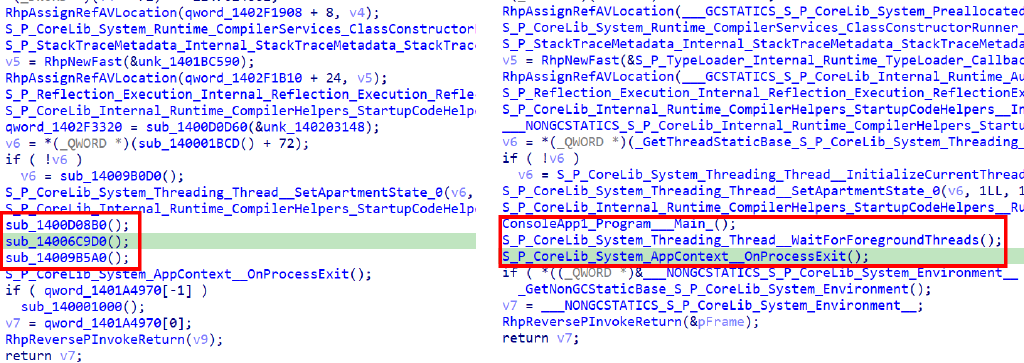 RhpAssignRefAVLocation(qword_1402F1908 + 8, v4);
S_P_CoreLib_System_Runtime_CompilerServices_ClassConstructor
S_P_StackTraceMetadata_Internal_StackTraceMetadata_StackTrac
v5 = RhpNewFast(&unk_1401BC590);
RhpAssignRefAVLocation(qword_1402F1B10 + 24, v5);
S_P_Reflection_Execution_Internal_Reflection_Execution_Refle
S_P_CoreLib_Internal_Runtime_CompilerHelpers_StartupCodeHelp
qword_1402F3320 = sub_1400D0D60(&unk_140203148);
v6 = *(_QWORD *)(sub_140001BCD() + 72);
if ( !v6 )
v6 = sub_14009B0D0();
S_P_CoreLib_System_Threading_Thread__SetApartmentState_0(v6,
S_P_CoreLib_Internal_Runtime_CompilerHelpers_StartupCodeHelp
sub_1400D08B0();
sub_14006C9D0();
sub_14009B5A0();
S_P_CoreLib_System_AppContext__OnProcessExit();
if ( qword_1401A4970[-1] )
sub_140001000();
v7 = qword_1401A4970[0];
RhpReversePInvokeReturn(v9);
return v7;
RhpAssignRefAVLocation(___GCSTATICS_S_P_CoreLib_System_Preallocated
S_P_CoreLib_System_Runtime_CompilerServices_ClassConstructorRunner_
S_P_StackTraceMetadata_Internal_StackTraceMetadata_StackTraceMetada
v5 = RhpNewFast(&S_P_TypeLoader_Internal_Runtime_TypeLoader_Callbac
RhpAssignRefAVLocation(___GCSTATICS_S_P_CoreLib_Internal_Runtime_Au
S_P_Reflection_Execution_Internal_Reflection_Execution_ReflectionEx
S_P_CoreLib_Internal_Runtime_CompilerHelpers_StartupCodeHelpers__In
___NONGCSTATICS_S_P_CoreLib_Internal_Runtime_CompilerHelpers_Startu
v6 = *(_QWORD *)(_GetThreadStaticBase_S_P_CoreLib_System_Threading_
if ( !v6 )
v6 = S_P_CoreLib_System_Threading_Thread__InitializeCurrentThread
S_P_CoreLib_System_Threading_Thread__SetApartmentState_0(v6, 1LL, 1
S_P_CoreLib_Internal_Runtime_CompilerHelpers_StartupCodeHelpers__Ru
ConsoleApp1_Program___Main_();
S_P_CoreLib_System_Threading_Thread__WaitForForegroundThreads();
S_P_CoreLib_System_AppContext__OnProcessExit();
if ( *((_QWORD *)&___NONGCSTATICS_S_P_CoreLib_System_Environment__
_GetNonGCStaticBase_S_P_CoreLib_System_Environment();
v7 = ___NONGCSTATICS_S_P_CoreLib_System_Environment__;
RhpReversePInvokeReturn(&pFrame);
return v7;